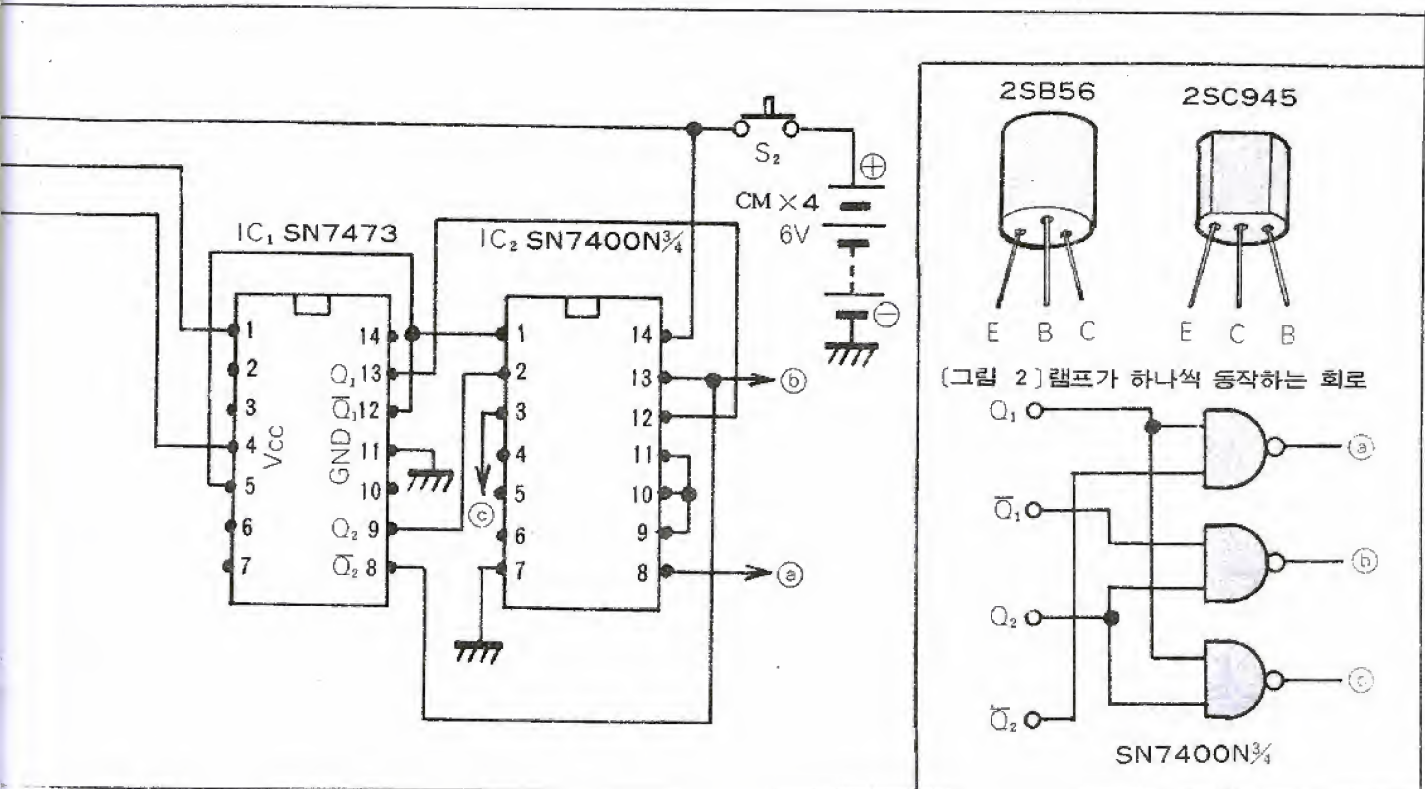 S₂
⊕
CM×4
6V
⊖
IC₁ SN7473
1
2
3
4
5
6
7
Vcc
GND
14
Q₁ 13
Q̅₁ 12
11
10
Q₂ 9
Q̅₂ 8
IC₂ SN7400N¾
1
2
3
4
5
6
7
ⓒ
14
13
12
11
10
9
8
ⓑ
ⓐ
2SB56 2SC945
E B C E C B
〔그림 2〕램프가 하나씩 동작하는 회로
Q₁
ⓐ
Q̅₁
ⓑ
Q₂
ⓒ
Q̅₂
SN7400N¾